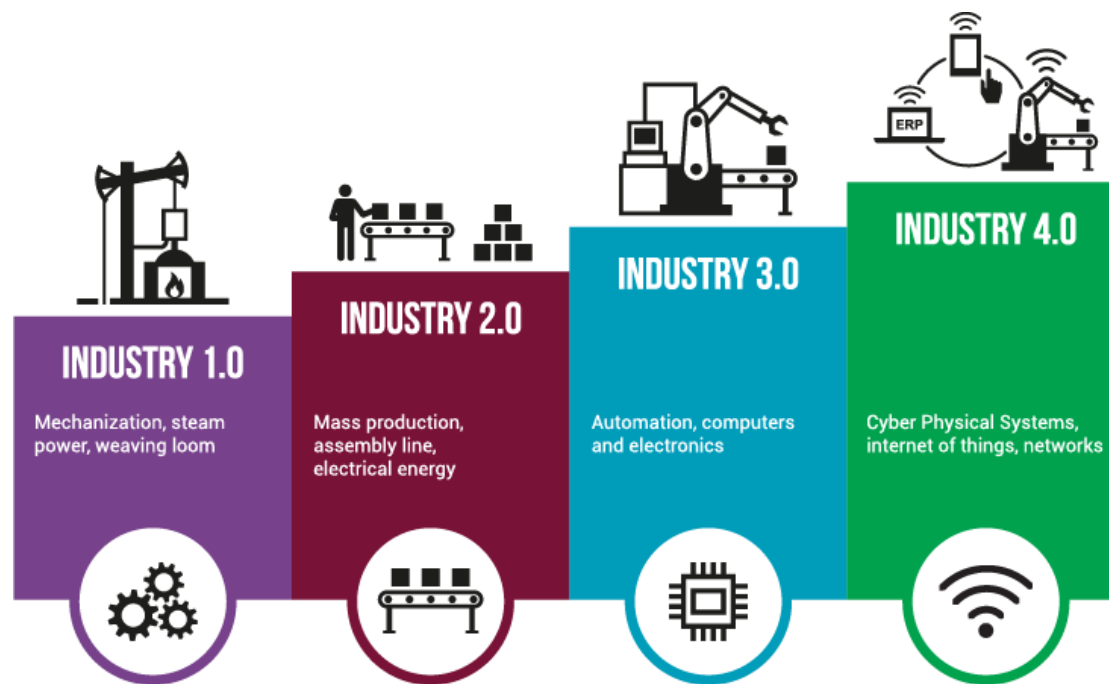 INDUSTRY 1.0
Mechanization, steam
power, weaving loom
INDUSTRY 2.0
Mass production,
assembly line,
electrical energy
INDUSTRY 3.0
Automation, computers
and electronics
ERP
INDUSTRY 4.0
Cyber Physical Systems,
internet of things, networks